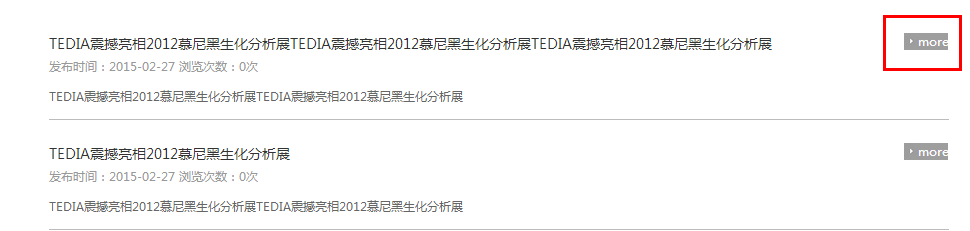 TEDIA震撼亮相2012慕尼黑生化分析展TEDIA震撼亮相2012慕尼黑生化分析展TEDIA震撼亮相2012慕尼黑生化分析展
more
发布时间：2015-02-27 浏览次数：0次
TEDIA震撼亮相2012慕尼黑生化分析展TEDIA震撼亮相2012慕尼黑生化分析展
TEDIA震撼亮相2012慕尼黑生化分析展
more
发布时间：2015-02-27 浏览次数：0次
TEDIA震撼亮相2012慕尼黑生化分析展TEDIA震撼亮相2012慕尼黑生化分析展